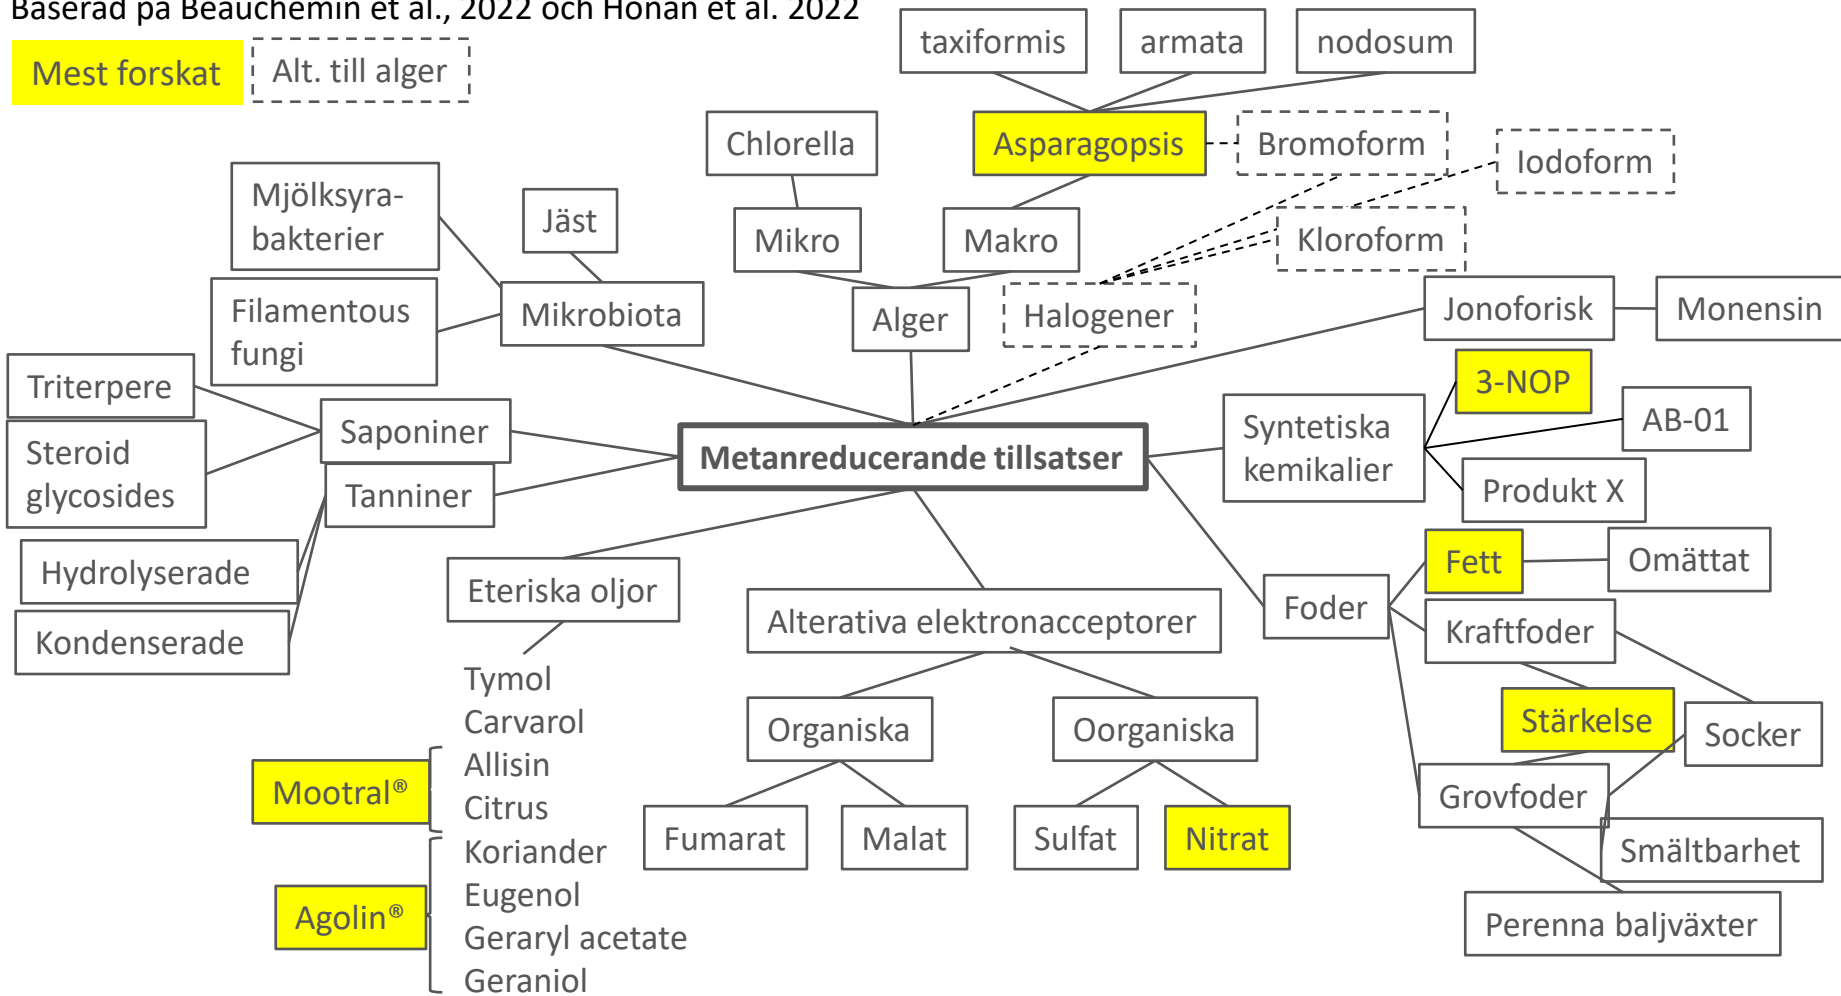 Baserad på Beauchemin et al., 2022 och Honan et al. 2022
Mest forskat
Alt. till alger
taxiformis
armata
nodosum
Chlorella
Asparagopsis
Bromoform
Iodoform
Mjölksyra-
bakterier
Jäst
Mikro
Makro
Kloroform
Filamentous
fungi
Mikrobiota
Alger
Halogener
Jonoforisk
Monensin
Triterpere
Saponiner
Steroid
glycosides
Tanniner
Metanreducerande tillsatser
Syntetiska
kemikalier
3-NOP
AB-01
Produkt X
Hydrolyserade
Kondenserade
Eteriska oljor
Alterativa elektronacceptorer
Foder
Fett
Omättat
Kraftfoder
Stärkelse
Socker
Grovfoder
Smältbarhet
Perenna baljväxter
Organiska
Oorganiska
Fumarat
Malat
Sulfat
Nitrat
Tymol
Carvarol
Mootral®
Allisin
Citrus
Agolin®
Koriander
Eugenol
Geraryl acetate
Geraniol